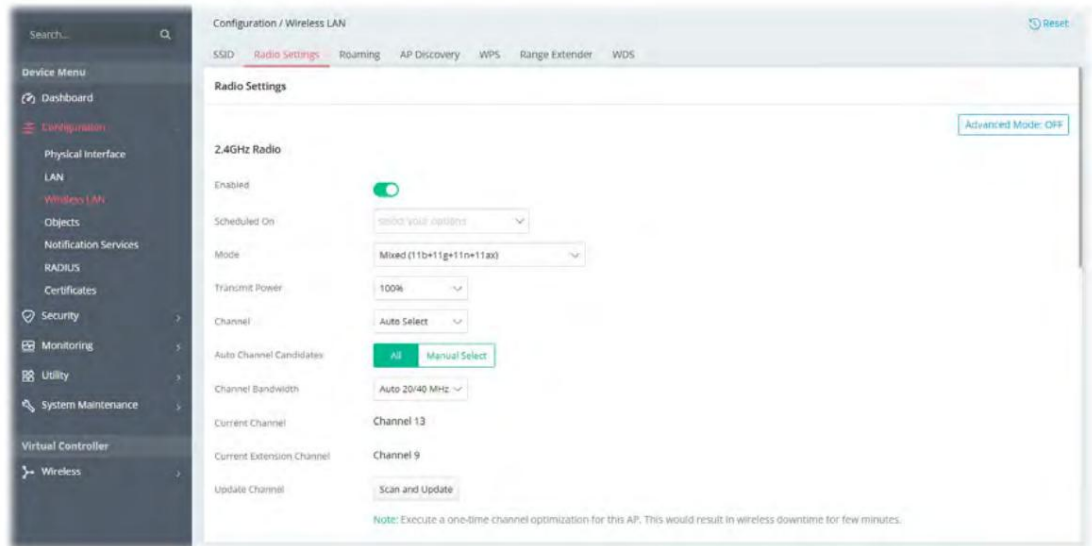 Search...
Device Menu
Dashboard
Configuration
Physical Interface
LAN
Wireless LAN
Objects
Notification Services
RADIUS
Certificates
Security
Monitoring
Utility
System Maintenance
Virtual Controller
Wireless
Configuration / Wireless LAN
Reset
SSID Radio Settings Roaming AP Discovery WPS Range Extender WDS
Radio Settings
Advanced Mode: OFF
2.4GHz Radio
Enabled
Scheduled On select your options
Mode Mixed (11b+11g+11n+11ax)
Transmit Power 100%
Channel Auto Select
Auto Channel Candidates All Manual Select
Channel Bandwidth Auto 20/40 MHz
Current Channel Channel 13
Current Extension Channel Channel 9
Update Channel Scan and Update
Note: Execute a one-time channel optimization for this AP. This would result in wireless downtime for few minutes.